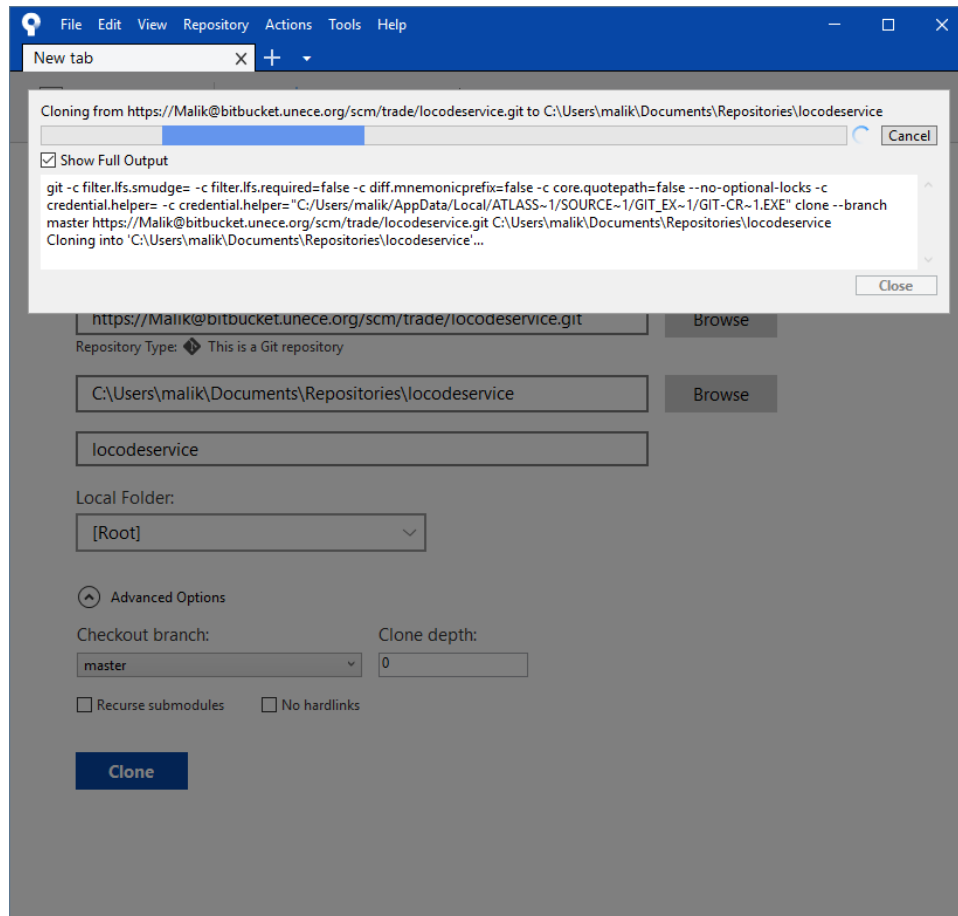 File Edit View Repository Actions Tools Help
New tab
Cloning from https://Malik@bitbucket.unece.org/scm/trade/locodeservice.git to C:\Users\malik\Documents\Repositories\locodeservice
Cancel
Show Full Output
git -c filter.lfs.smudge= -c filter.lfs.required=false -c diff.mnemonicprefix=false -c core.quotepath=false --no-optional-locks -c
credential.helper= -c credential.helper="C:/Users/malik/AppData/Local/ATLASS~1/SOURCE~1/GIT_EX~1/GIT-CR~1.EXE" clone --branch
master https://Malik@bitbucket.unece.org/scm/trade/locodeservice.git C:\Users\malik\Documents\Repositories\locodeservice
Cloning into 'C:\Users\malik\Documents\Repositories\locodeservice'...
Close
https://Malik@bitbucket.unece.org/scm/trade/locodeservice.git Browse
Repository Type: This is a Git repository
C:\Users\malik\Documents\Repositories\locodeservice Browse
locodeservice
Local Folder:
[Root]
Advanced Options
Checkout branch: Clone depth:
master 0
Recurse submodules No hardlinks
Clone